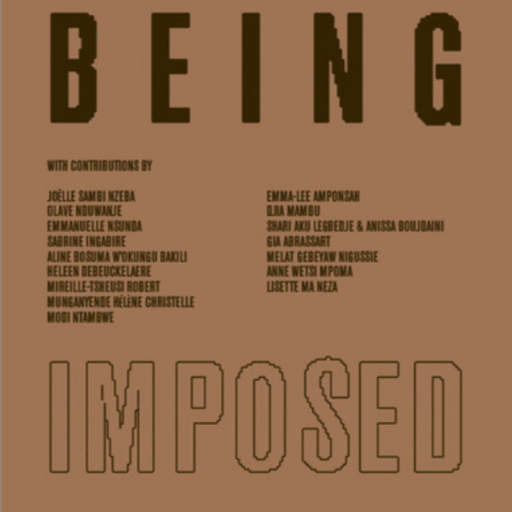 BEING
WITH CONTRIBUTIONS BY
JOËLLE SAMBI NZEBA
OLAVE NDUWANJE
EMMANUELLE NSUNDA
SABRINE INGABIRE
ALINE BOSUMA W'OKUNGU BAKILI
HELEEN DEBEUCKELAERE
MIREILLE-TSHEUSI ROBERT
MUNGANYENDE HÉLÈNE CHRISTELLE
MODI NTAMBWE
EMMA-LEE AMPONSAH
DJIA MAMBU
SHARI AKU LEGBEDJE & ANISSA BOUJDAINI
GIA ABRASSART
MELAT GEBEYAW NIGUSSIE
ANNE WETSI MPOMA
LISETTE MA NEZA
IMPOSED